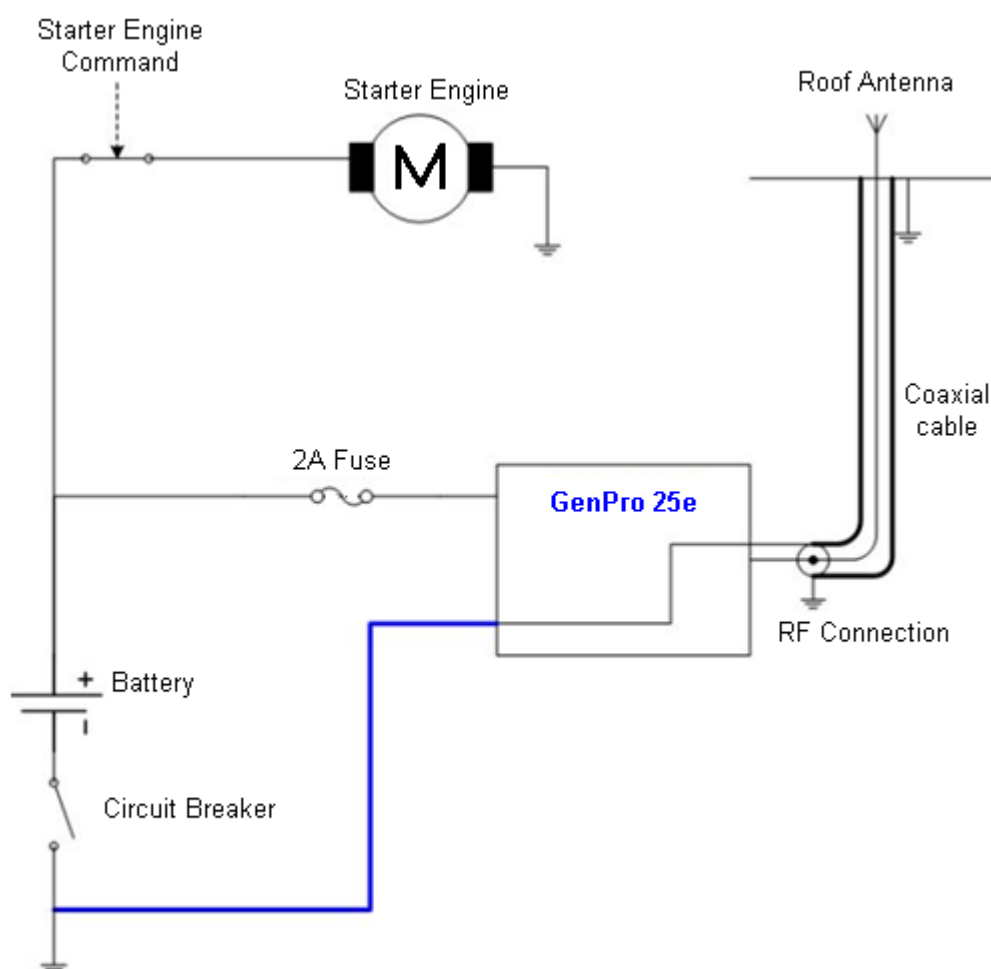 Starter Engine
Command
Starter Engine
M
Roof Antenna
Coaxial
cable
2A Fuse
GenPro 25e
RF Connection
+
Battery
-
Circuit Breaker